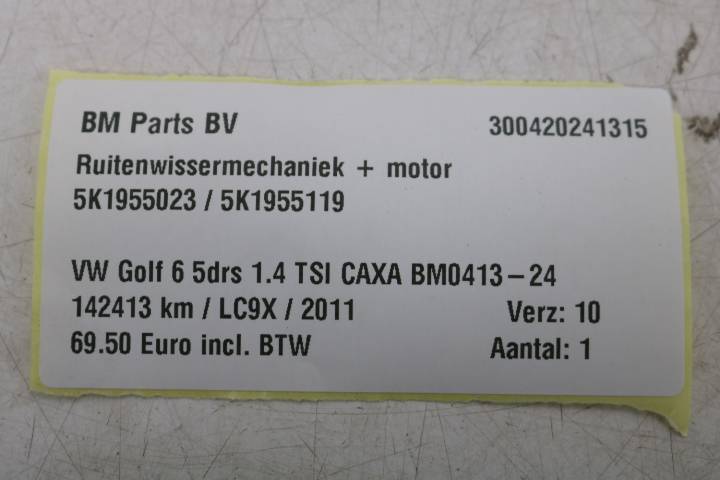 BM Parts BV 300420241315
Ruitenwissermechaniek + motor
5K1955023 / 5K1955119
VW Golf 6 5drs 1.4 TSI CAXA BM0413-24
142413 km / LC9X / 2011 Verz: 10
69.50 Euro incl. BTW Aantal: 1